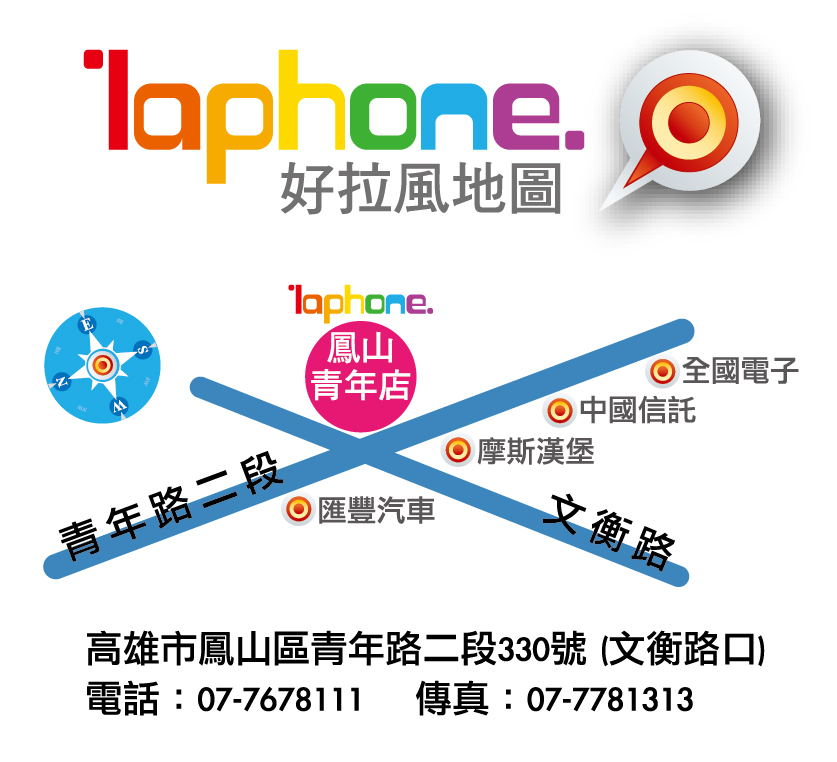 laphone.
好拉風地圖
laphone.
鳳山
青年店
E
S
N
W
全國電子
中國信託
摩斯漢堡
匯豐汽車
青年路二段
文衡路
高雄市鳳山區青年路二段330號 (文衡路口)
電話：07-7678111 傳真：07-7781313